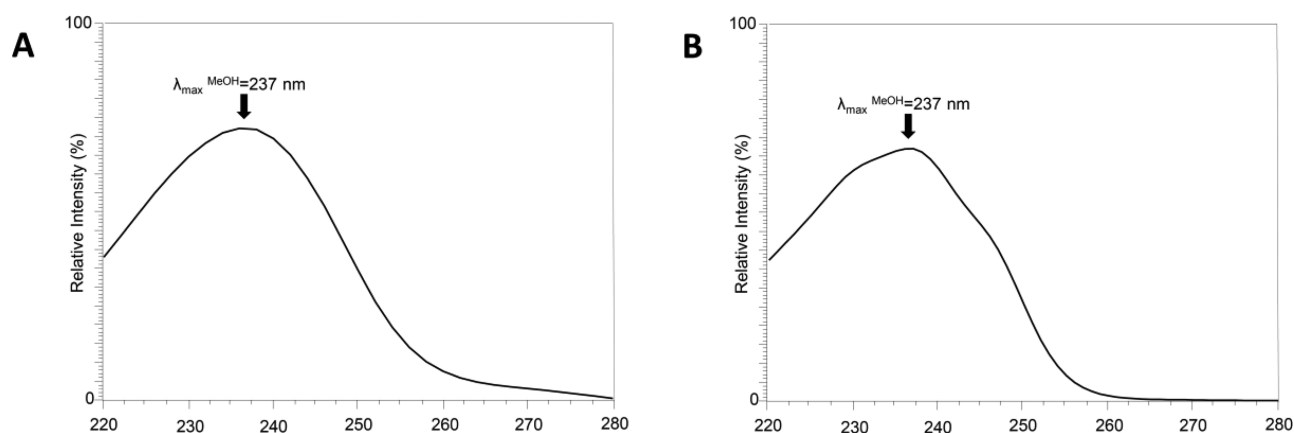 A
100
λmax MeOH=237 nm
Relative Intensity (%)
0
220 230 240 250 260 270 280
B
100
λmax MeOH=237 nm
Relative Intensity (%)
0
220 230 240 250 260 270 280